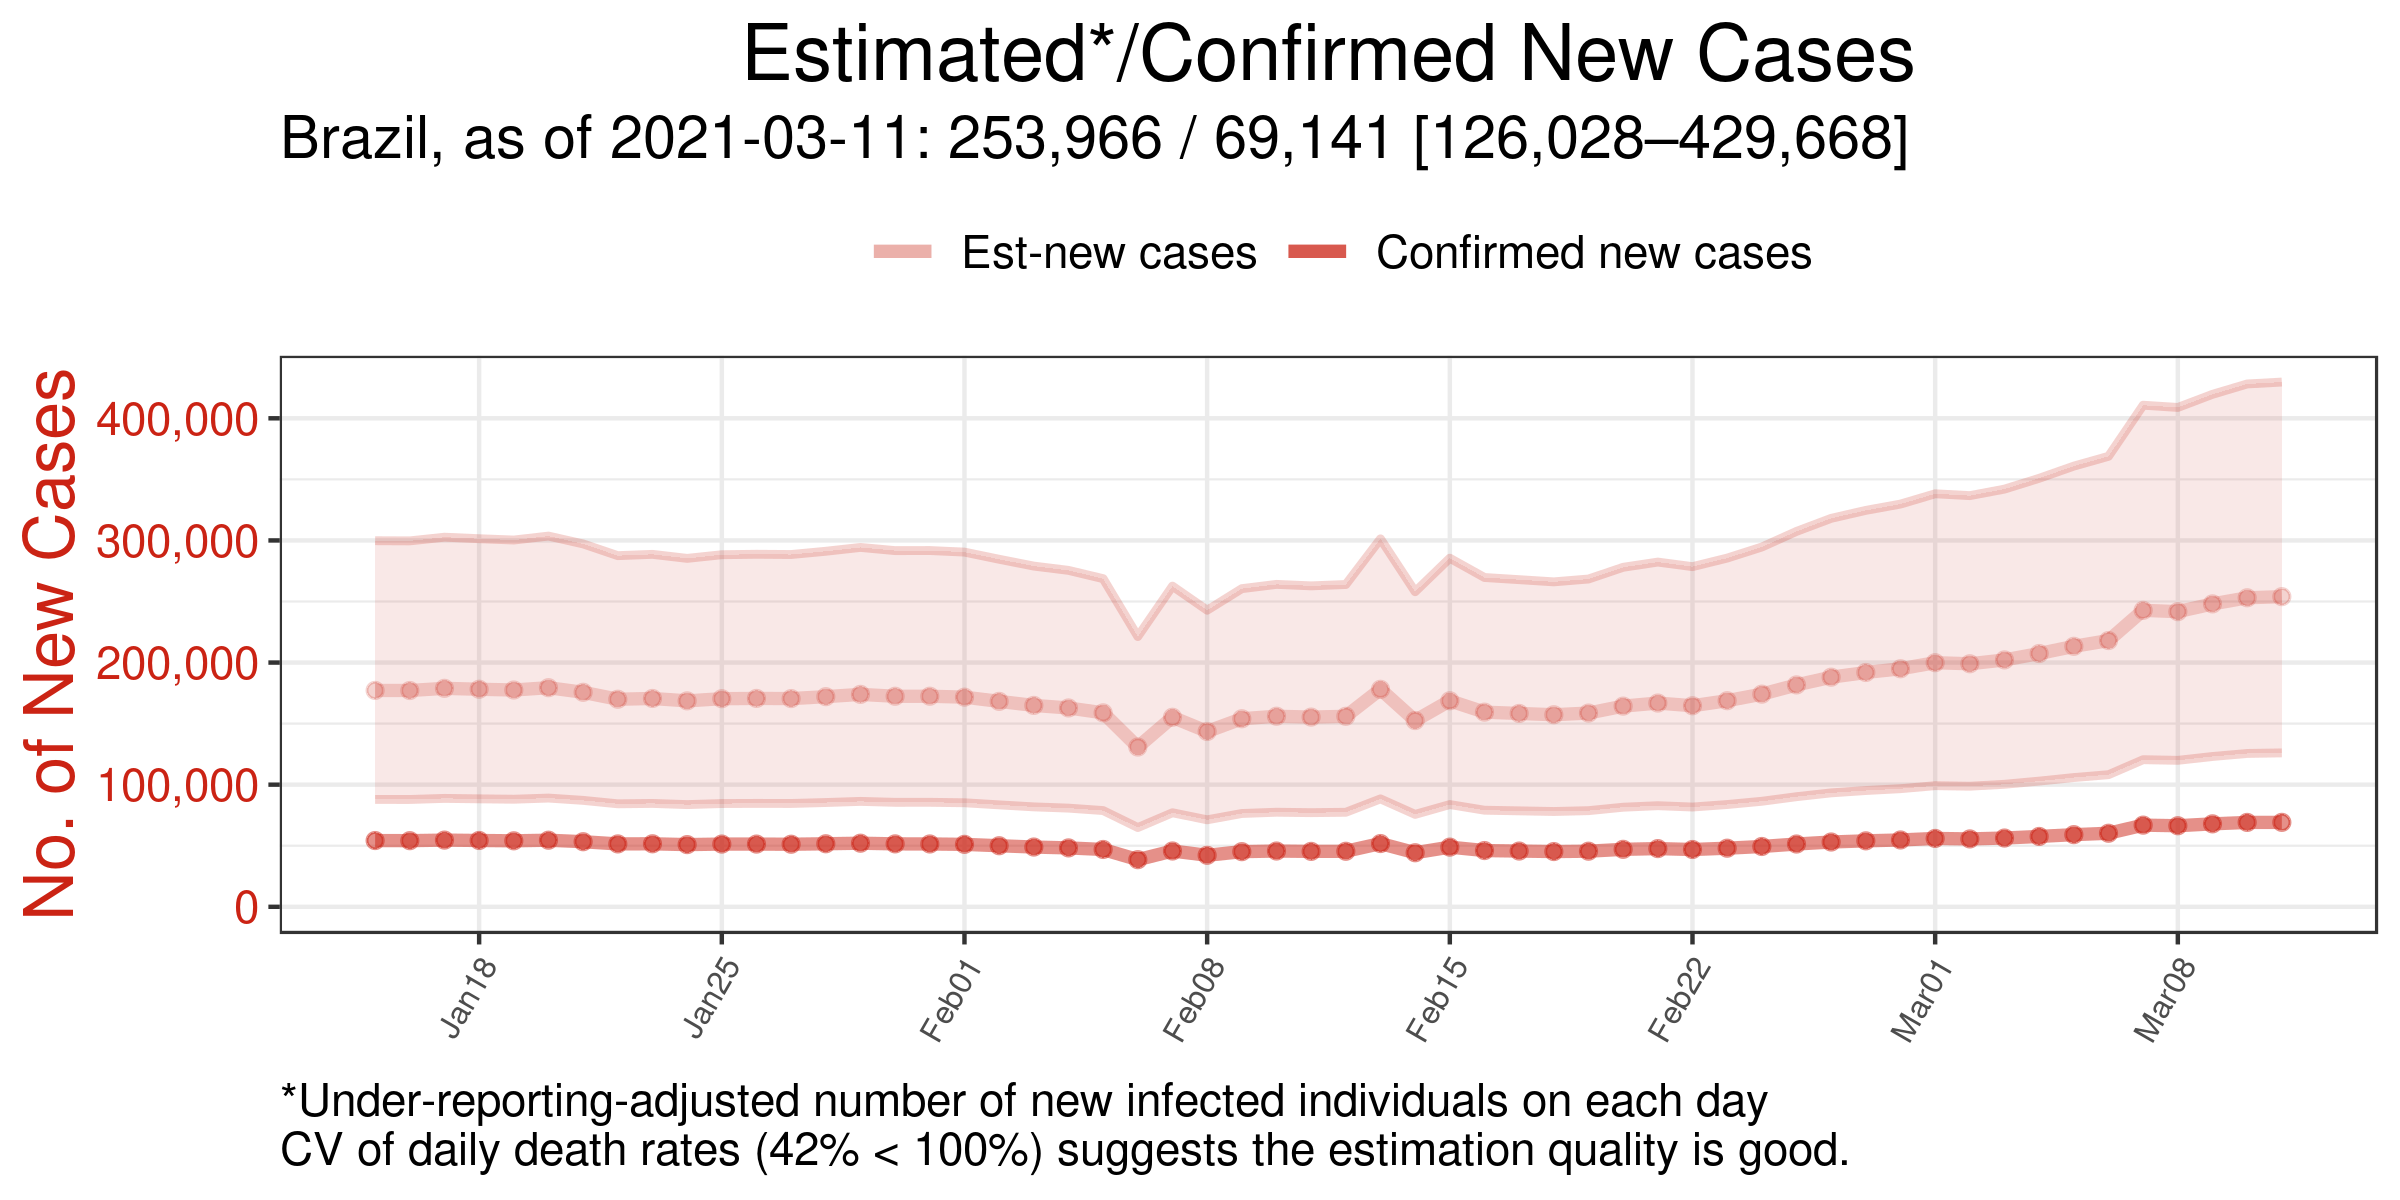 Estimated*/Confirmed New Cases
Brazil, as of 2021-03-11: 253,966 / 69,141 [126,028–429,668]
Est-new cases Confirmed new cases
No. of New Cases
400,000
300,000
200,000
100,000
0
Jan18 Jan25 Feb01 Feb08 Feb15 Feb22 Mar01 Mar08
*Under-reporting-adjusted number of new infected individuals on each day
CV of daily death rates (42% < 100%) suggests the estimation quality is good.